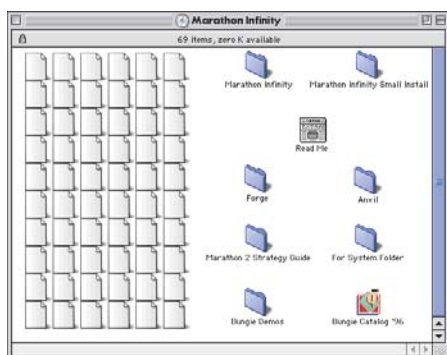 Marathon Infinity
69 items, zero K available
Marathon Infinity
Marathon Infinity Small Install
Read Me
Forge
Anvil
Marathon 2 Strategy Guide
For System Folder
Bungie Demos
Bungie Catalog '96